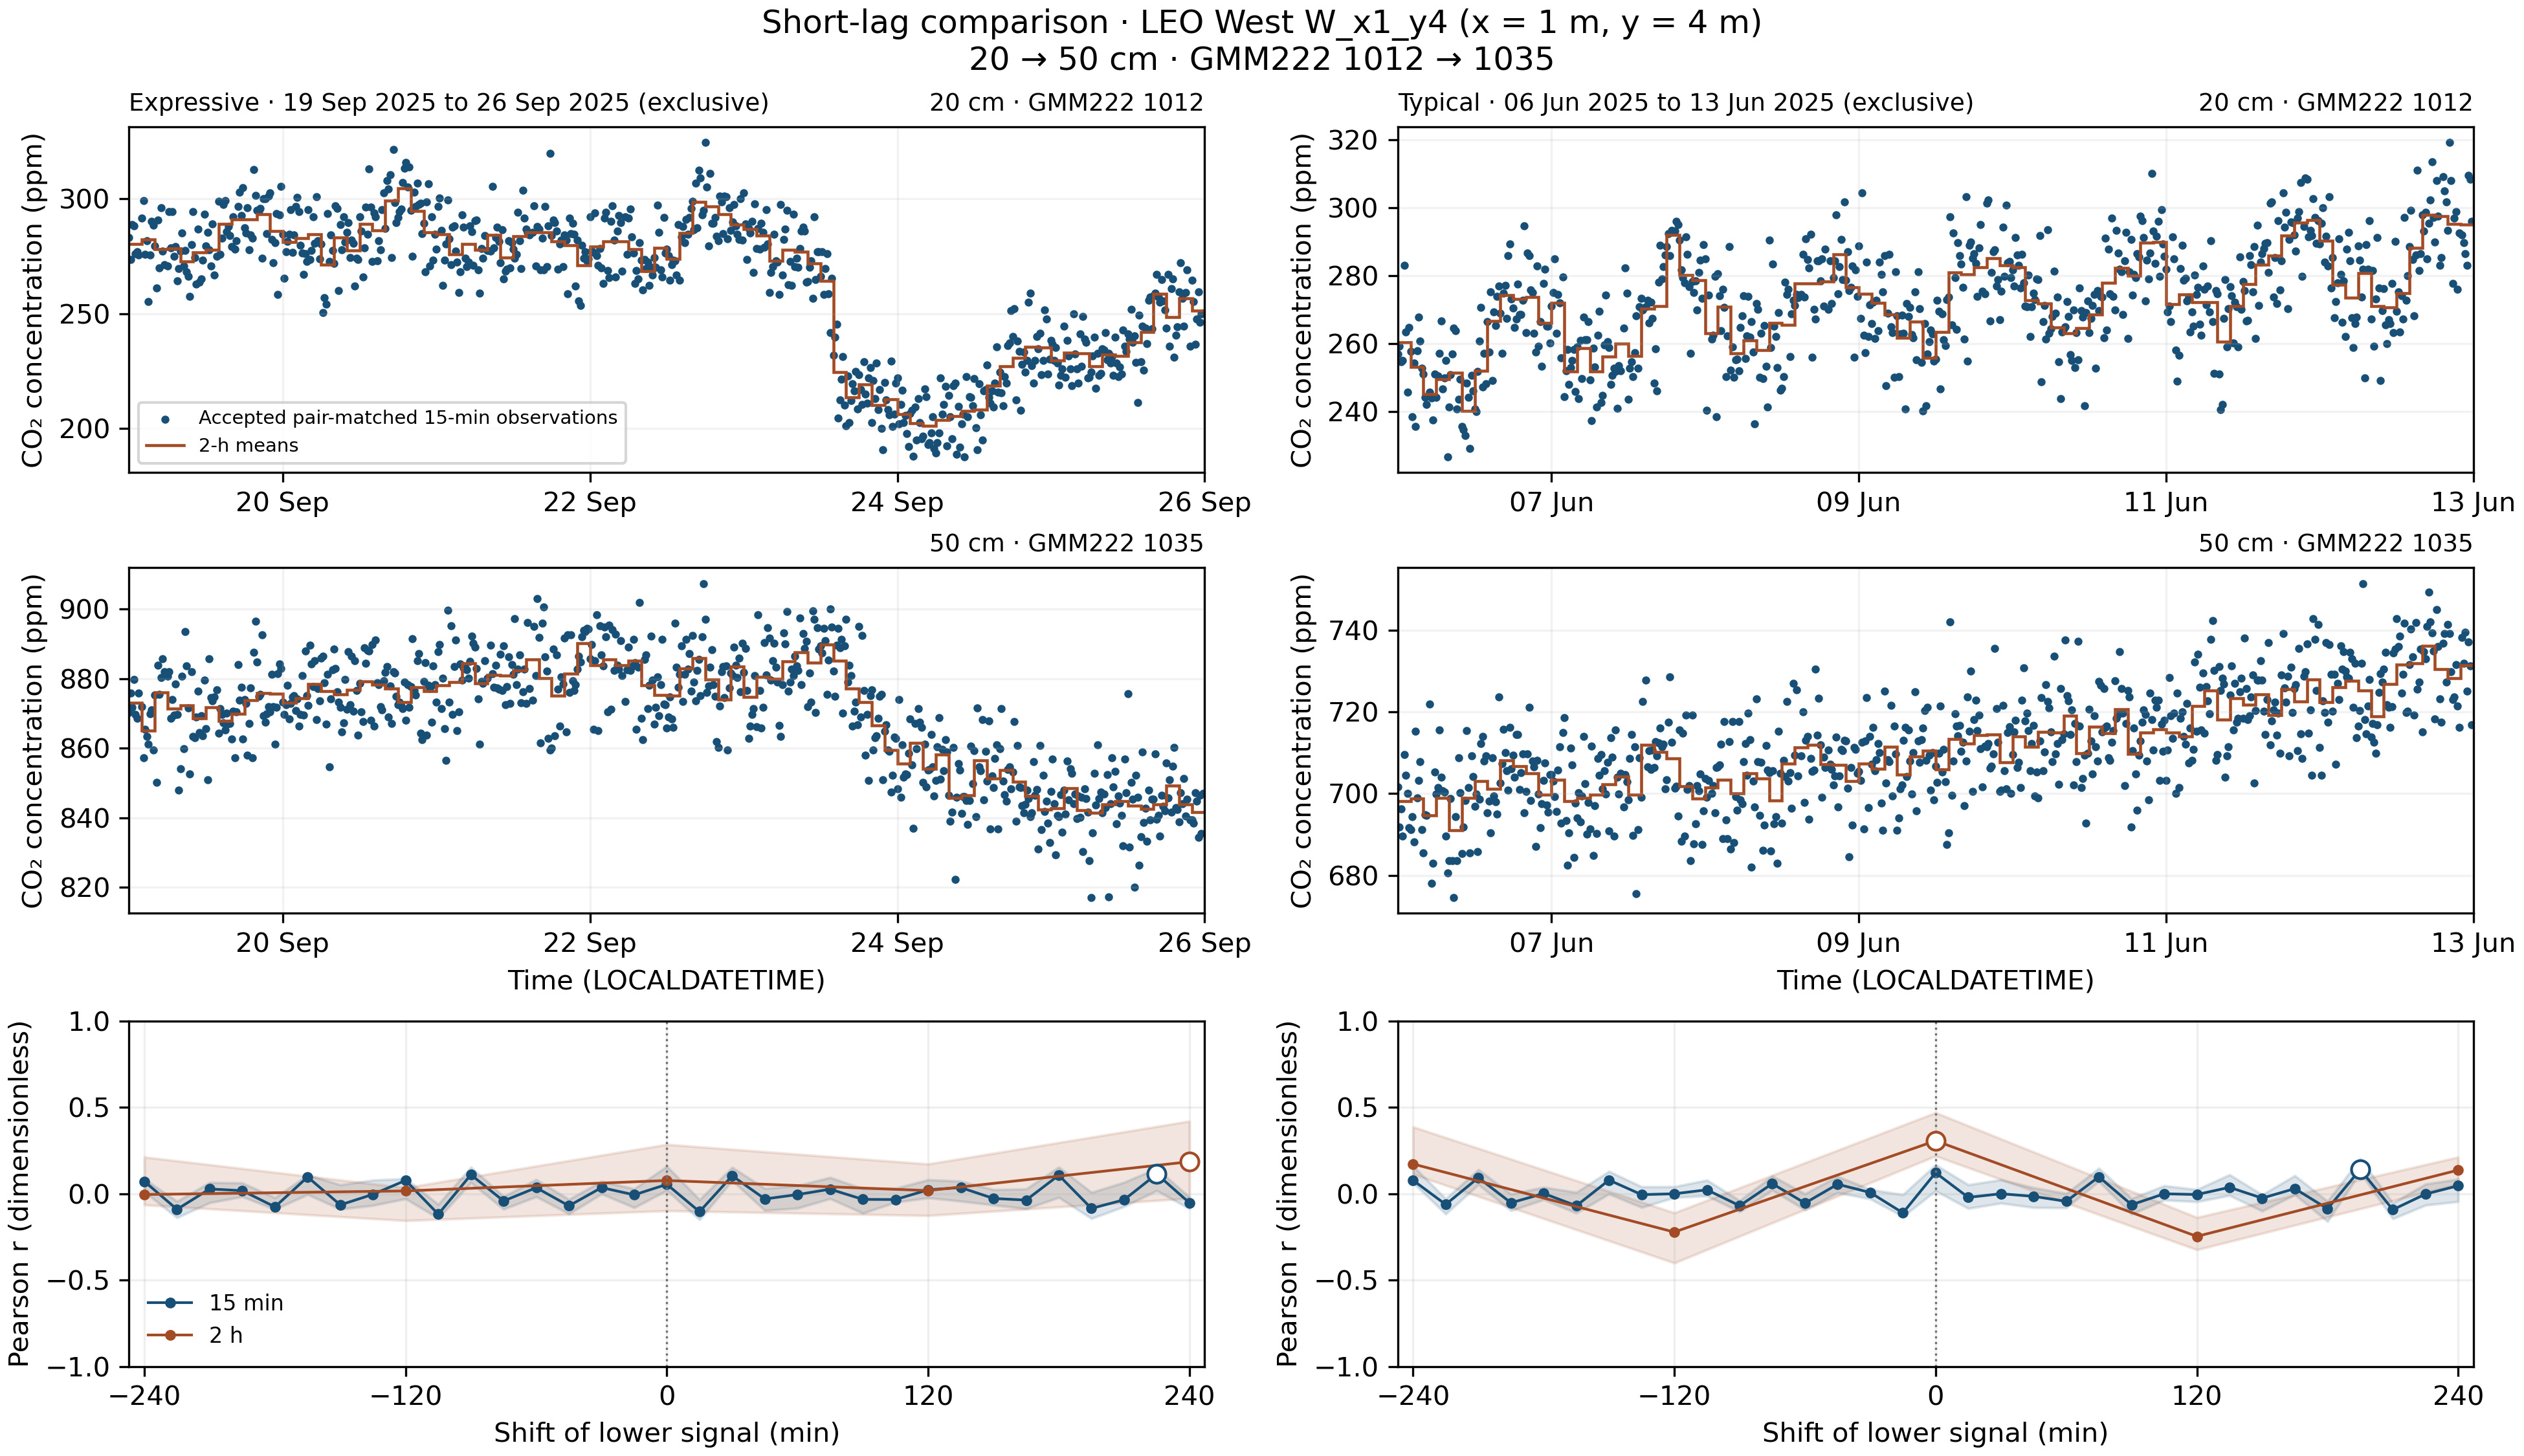 Short-lag comparison · LEO West W_x1_y4 (x = 1 m, y = 4 m)
20 → 50 cm · GMM222 1012 → 1035
Expressive · 19 Sep 2025 to 26 Sep 2025 (exclusive)
20 cm · GMM222 1012
CO₂ concentration (ppm)
300
250
200
Accepted pair-matched 15-min observations
2-h means
20 Sep
22 Sep
24 Sep
26 Sep
Typical · 06 Jun 2025 to 13 Jun 2025 (exclusive)
20 cm · GMM222 1012
CO₂ concentration (ppm)
320
300
280
260
240
07 Jun
09 Jun
11 Jun
13 Jun
50 cm · GMM222 1035
CO₂ concentration (ppm)
900
880
860
840
820
20 Sep
22 Sep
24 Sep
26 Sep
Time (LOCALDATETIME)
50 cm · GMM222 1035
CO₂ concentration (ppm)
740
720
700
680
07 Jun
09 Jun
11 Jun
13 Jun
Time (LOCALDATETIME)
Pearson r (dimensionless)
1.0
0.5
0.0
−0.5
−1.0
15 min
2 h
−240
−120
0
120
240
Shift of lower signal (min)
Pearson r (dimensionless)
1.0
0.5
0.0
−0.5
−1.0
−240
−120
0
120
240
Shift of lower signal (min)